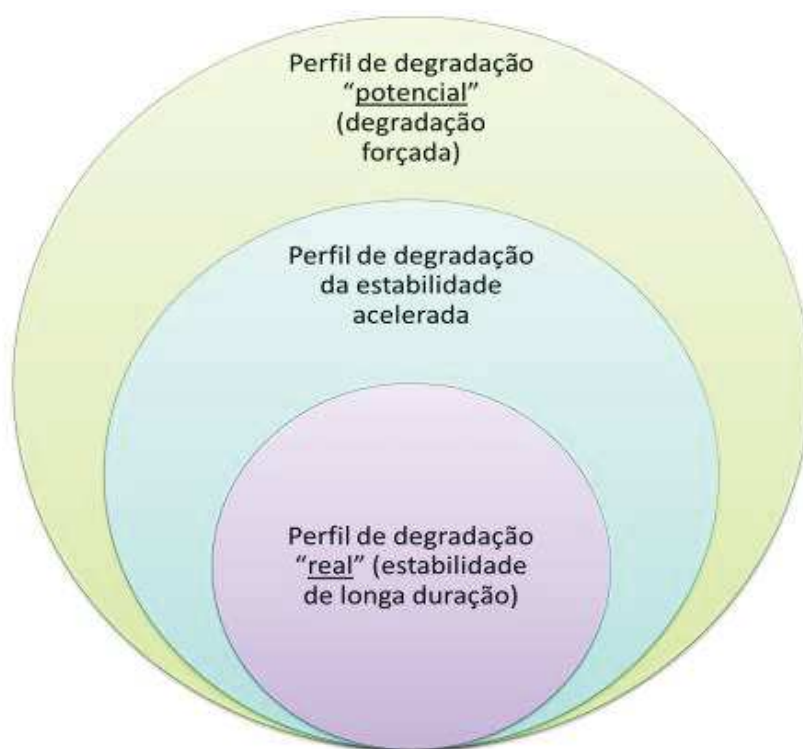 Perfil de degradação
“potencial”
(degradação
forçada)
Perfil de degradação
da estabilidade
acelerada
Perfil de degradação
“real” (estabilidade
de longa duração)